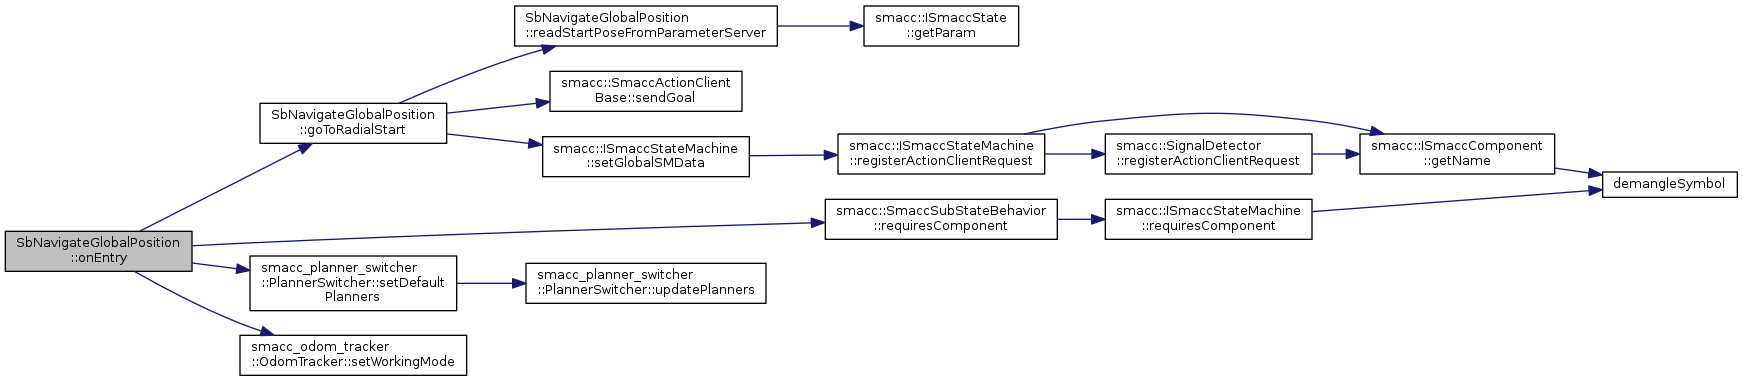 SbNavigateGlobalPosition
::onEntry
SbNavigateGlobalPosition
::goToRadialStart
SbNavigateGlobalPosition
::readStartPoseFromParameterServer
smacc::ISmaccState
::getParam
smacc::SmaccActionClient
Base::sendGoal
smacc::ISmaccStateMachine
::setGlobalSMData
smacc::ISmaccStateMachine
::registerActionClientRequest
smacc::SignalDetector
::registerActionClientRequest
smacc::ISmaccComponent
::getName
demangleSymbol
smacc::SmaccSubStateBehavior
::requiresComponent
smacc::ISmaccStateMachine
::requiresComponent
smacc_planner_switcher
::PlannerSwitcher::setDefault
Planners
smacc_planner_switcher
::PlannerSwitcher::updatePlanners
smacc_odom_tracker
::OdomTracker::setWorkingMode